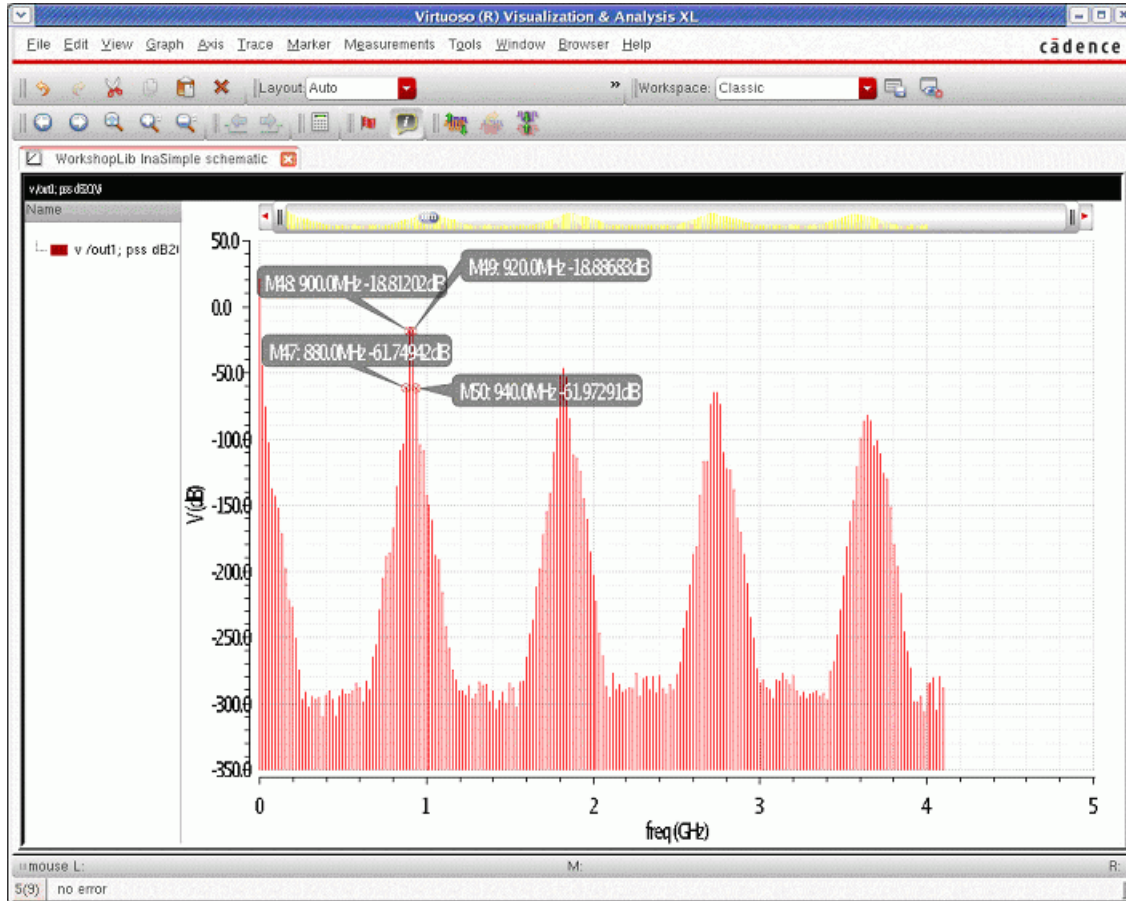 Virtuoso (R) Visualization & Analysis XL
File Edit View Graph Axis Trace Marker Measurements Tools Window Browser Help
cādence
Layout: Auto
» Workspace: Classic
WorkshopLib lnaSimple schematic
v /out1; pss dB20(V)
Name
v /out1; pss dB2(
50.0
0.0
-50.0
-100.0
-150.0
-200.0
-250.0
-300.0
-350.0
V (dB)
M49: 920.0MHz -18.88683dB
M48: 900.0MHz -18.81202dB
M47: 880.0MHz -61.74942dB
M50: 940.0MHz -61.97291dB
0 1 2 3 4 5
freq (GHz)
mouse L: M: R:
5(9) no error